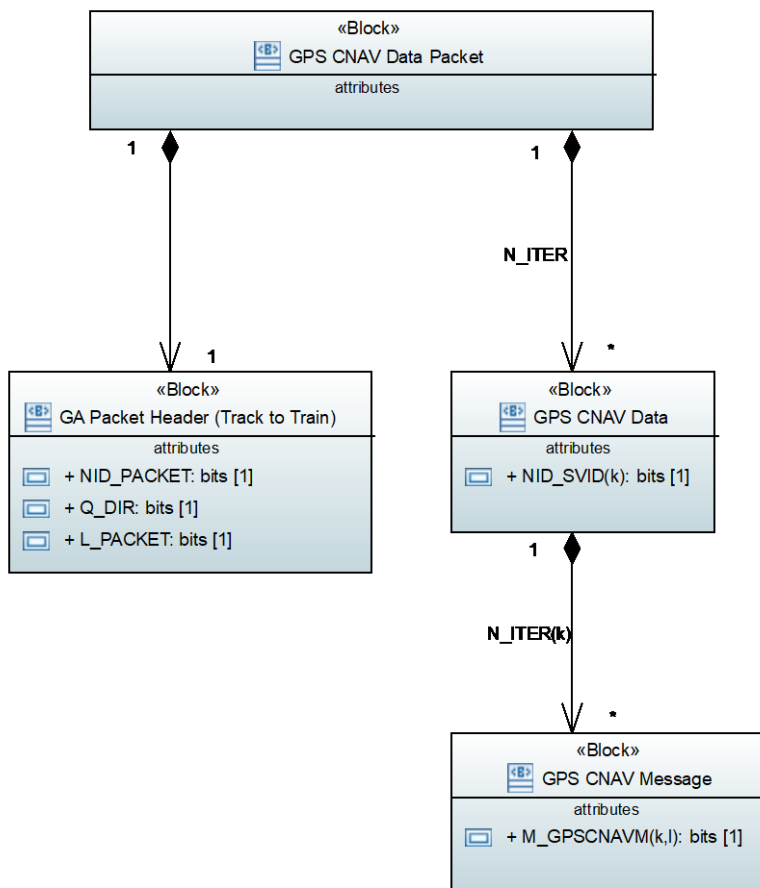 «Block»
GPS CNAV Data Packet
attributes
1
1
N_ITER
1
*
«Block»
GA Packet Header (Track to Train)
attributes
+ NID_PACKET: bits [1]
+ Q_DIR: bits [1]
+ L_PACKET: bits [1]
«Block»
GPS CNAV Data
attributes
+ NID_SVID(k): bits [1]
1
N_ITER(k)
*
«Block»
GPS CNAV Message
attributes
+ M_GPSCNAVM(k,l): bits [1]